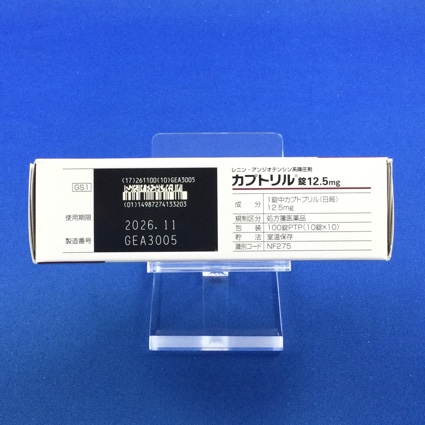 GS1
(17)261100(10)GEA3005
(01)14987274133203
使用期限
2026.11
製造番号
GEA3005
レニン・アンジオテンシン系降圧剤
カプトリル®錠12.5mg
成分 1錠中カプトプリル(日局) 12.5mg
規制区分 処方箋医薬品
包装 100錠PTP(10錠×10)
貯法 室温保存
識別コード NF275